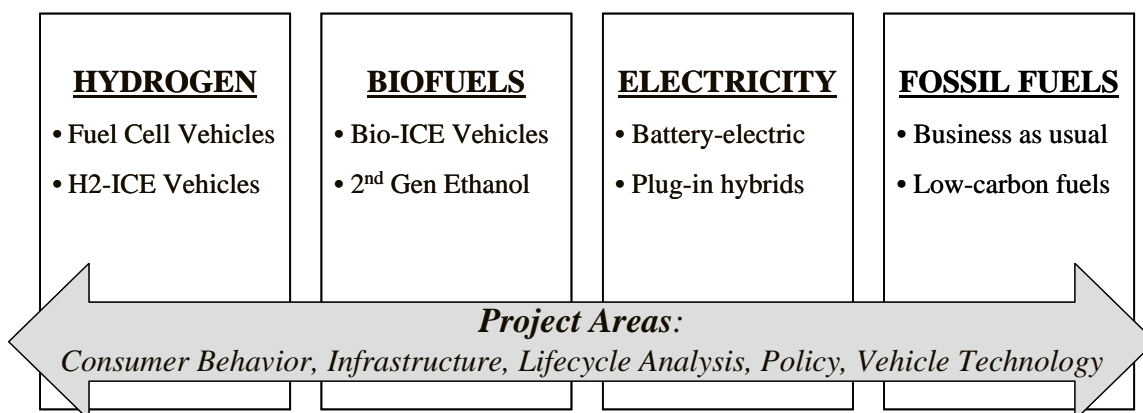 HYDROGEN
• Fuel Cell Vehicles
• H2-ICE Vehicles
BIOFUELS
• Bio-ICE Vehicles
• 2nd Gen Ethanol
ELECTRICITY
• Battery-electric
• Plug-in hybrids
FOSSIL FUELS
• Business as usual
• Low-carbon fuels
Project Areas:
Consumer Behavior, Infrastructure, Lifecycle Analysis, Policy, Vehicle Technology